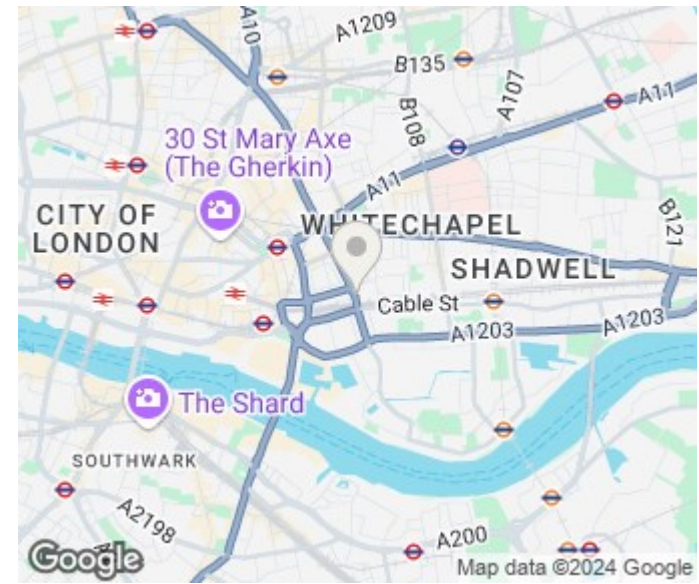 A1209
A10
B135
A107
A11
B108
30 St Mary Axe
(The Gherkin)
A11
B121
CITY OF
LONDON
WHITECHAPEL
SHADWELL
Cable St
A1203
A1203
The Shard
SOUTHWARK
A2198
A200
Google
Map data ©2024 Google